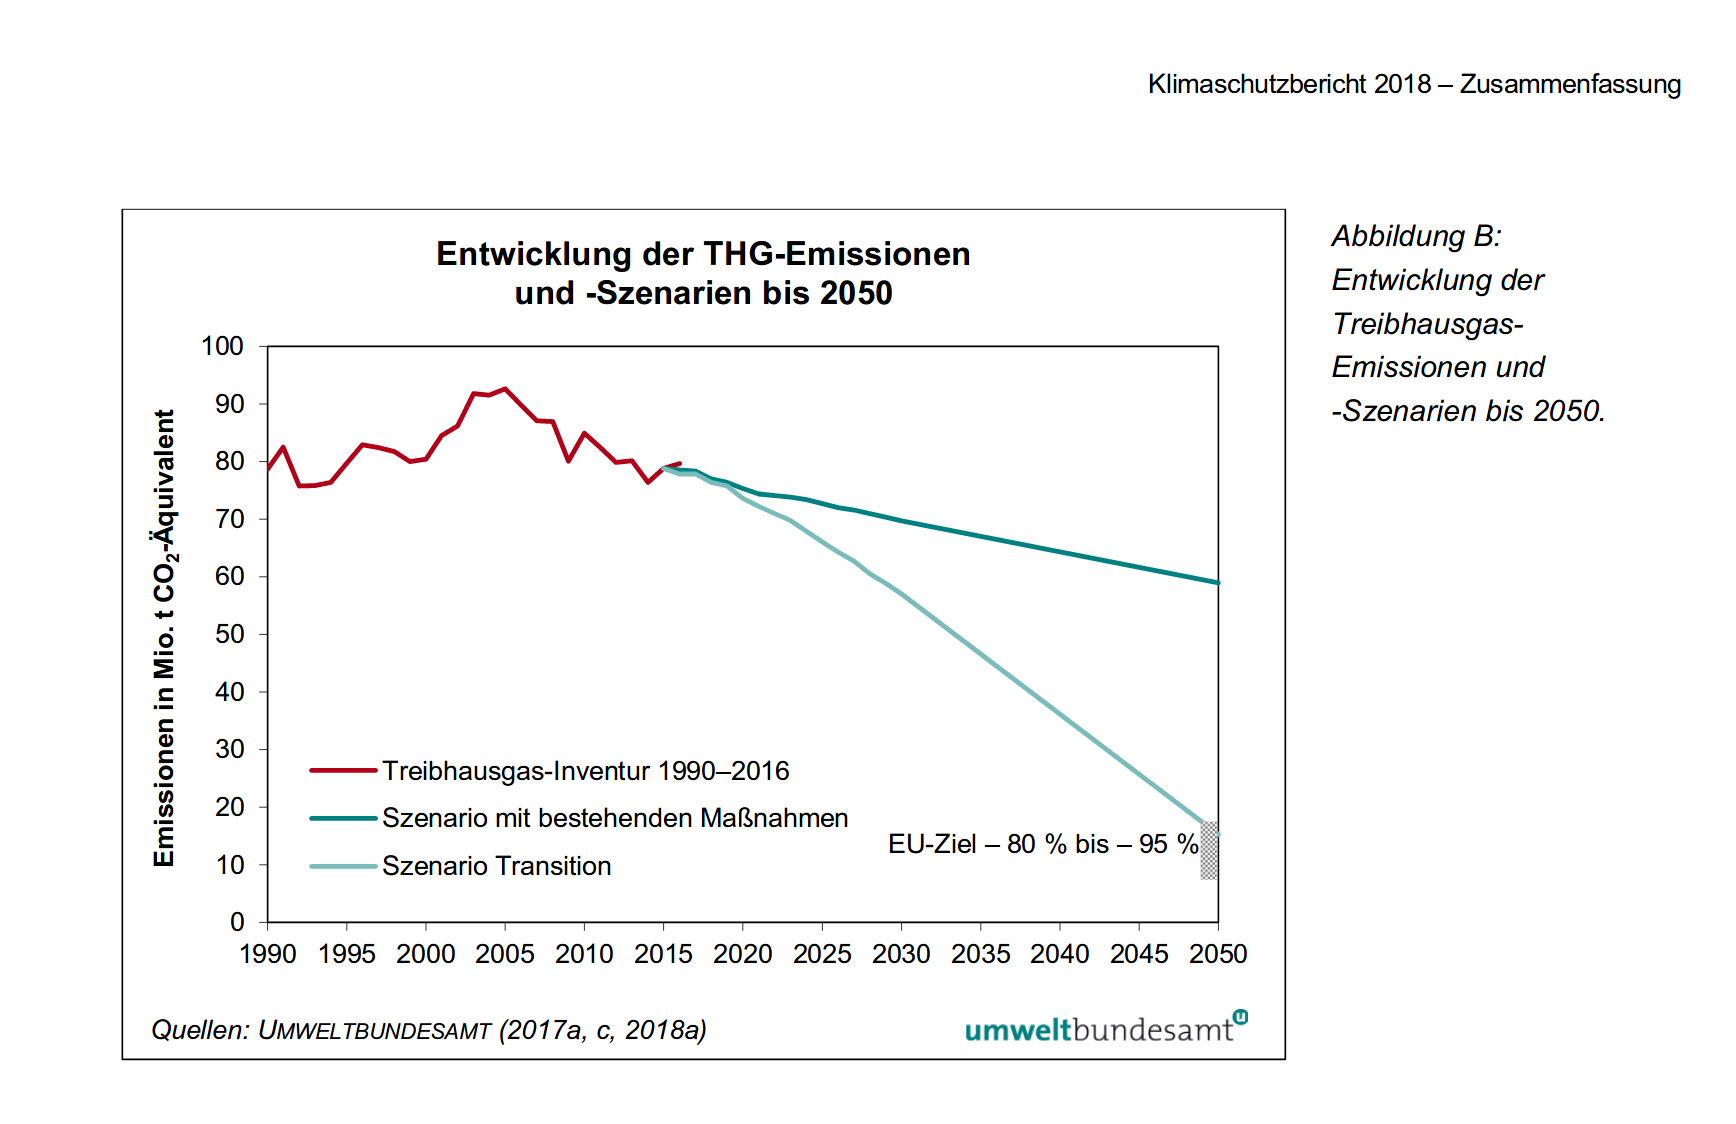 Klimaschutzbericht 2018 – Zusammenfassung
Entwicklung der THG-Emissionen
und -Szenarien bis 2050
Abbildung B:
Entwicklung der
Treibhausgas-
Emissionen und
-Szenarien bis 2050.
Emissionen in Mio. t CO₂-Äquivalent
100
90
80
70
60
50
40
30
20
10
0
Treibhausgas-Inventur 1990–2016
Szenario mit bestehenden Maßnahmen
Szenario Transition
EU-Ziel – 80 % bis – 95 %
1990 1995 2000 2005 2010 2015 2020 2025 2030 2035 2040 2045 2050
Quellen: UMWELTBUNDESAMT (2017a, c, 2018a)
umweltbundesamt u